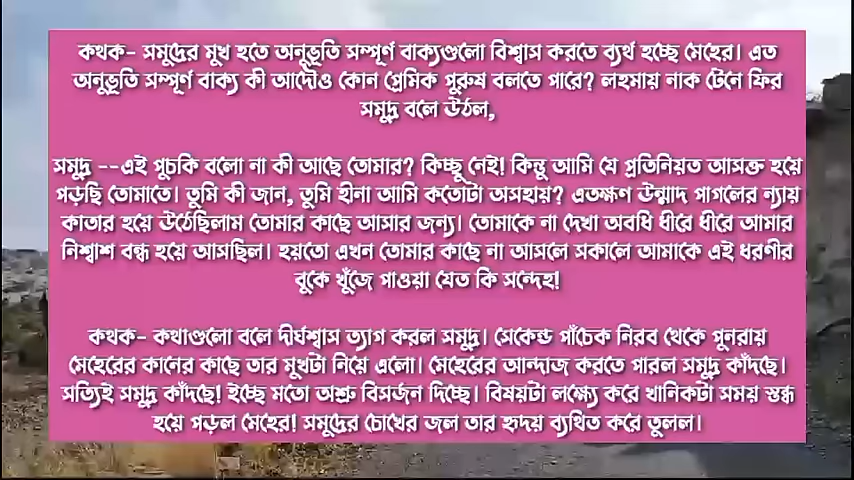 কথক- সমুদ্রের মুখ হতে অনুভূতি সম্পূর্ণ বাক্যগুলো বিশ্বাস করতে ব্যর্থ হচ্ছে মেহের। এত
অনুভূতি সম্পূর্ণ বাক্য কী আদৌও কোন প্রেমিক পুরুষ বলতে পারে? লহমায় নাক টেনে ফির
সমুদ্র বলে উঠল,
সমুদ্র --এই পুচকি বলো না কী আছে তোমার? কিচ্ছু নেই! কিন্তু আমি যে প্রতিনিয়ত আসক্ত হয়ে
পড়ছি তোমাতে। তুমি কী জান, তুমি হীনা আমি কতোটা অসহায়? এতক্ষণ উন্মাদ পাগলের ন্যায়
কাতার হয়ে উঠেছিলাম তোমার কাছে আসার জন্য। তোমাকে না দেখা অবধি ধীরে ধীরে আমার
নিশ্বাশ বন্ধ হয়ে আসছিল। হয়তো এখন তোমার কাছে না আসলে সকালে আমাকে এই ধরণীর
বুকে খুঁজে পাওয়া যেত কি সন্দেহ!
কথক- কথাগুলো বলে দীর্ঘশ্বাস ত্যাগ করল সমুদ্র। সেকেন্ড পাঁচেক নিরব থেকে পুনরায়
মেহেরের কানের কাছে তার মুখটা নিয়ে এলো। মেহেরের আন্দাজ করতে পারল সমুদ্র কাঁদছে।
সত্যিই সমুদ্র কাঁদছে! ইচ্ছে মতো অশ্রু বিসর্জন দিচ্ছে। বিষয়টা লক্ষ্যে করে খানিকটা সময় স্তব্ধ
হয়ে পড়ল মেহের! সমুদ্রের চোখের জল তার হৃদয় ব্যথিত করে তুলল।